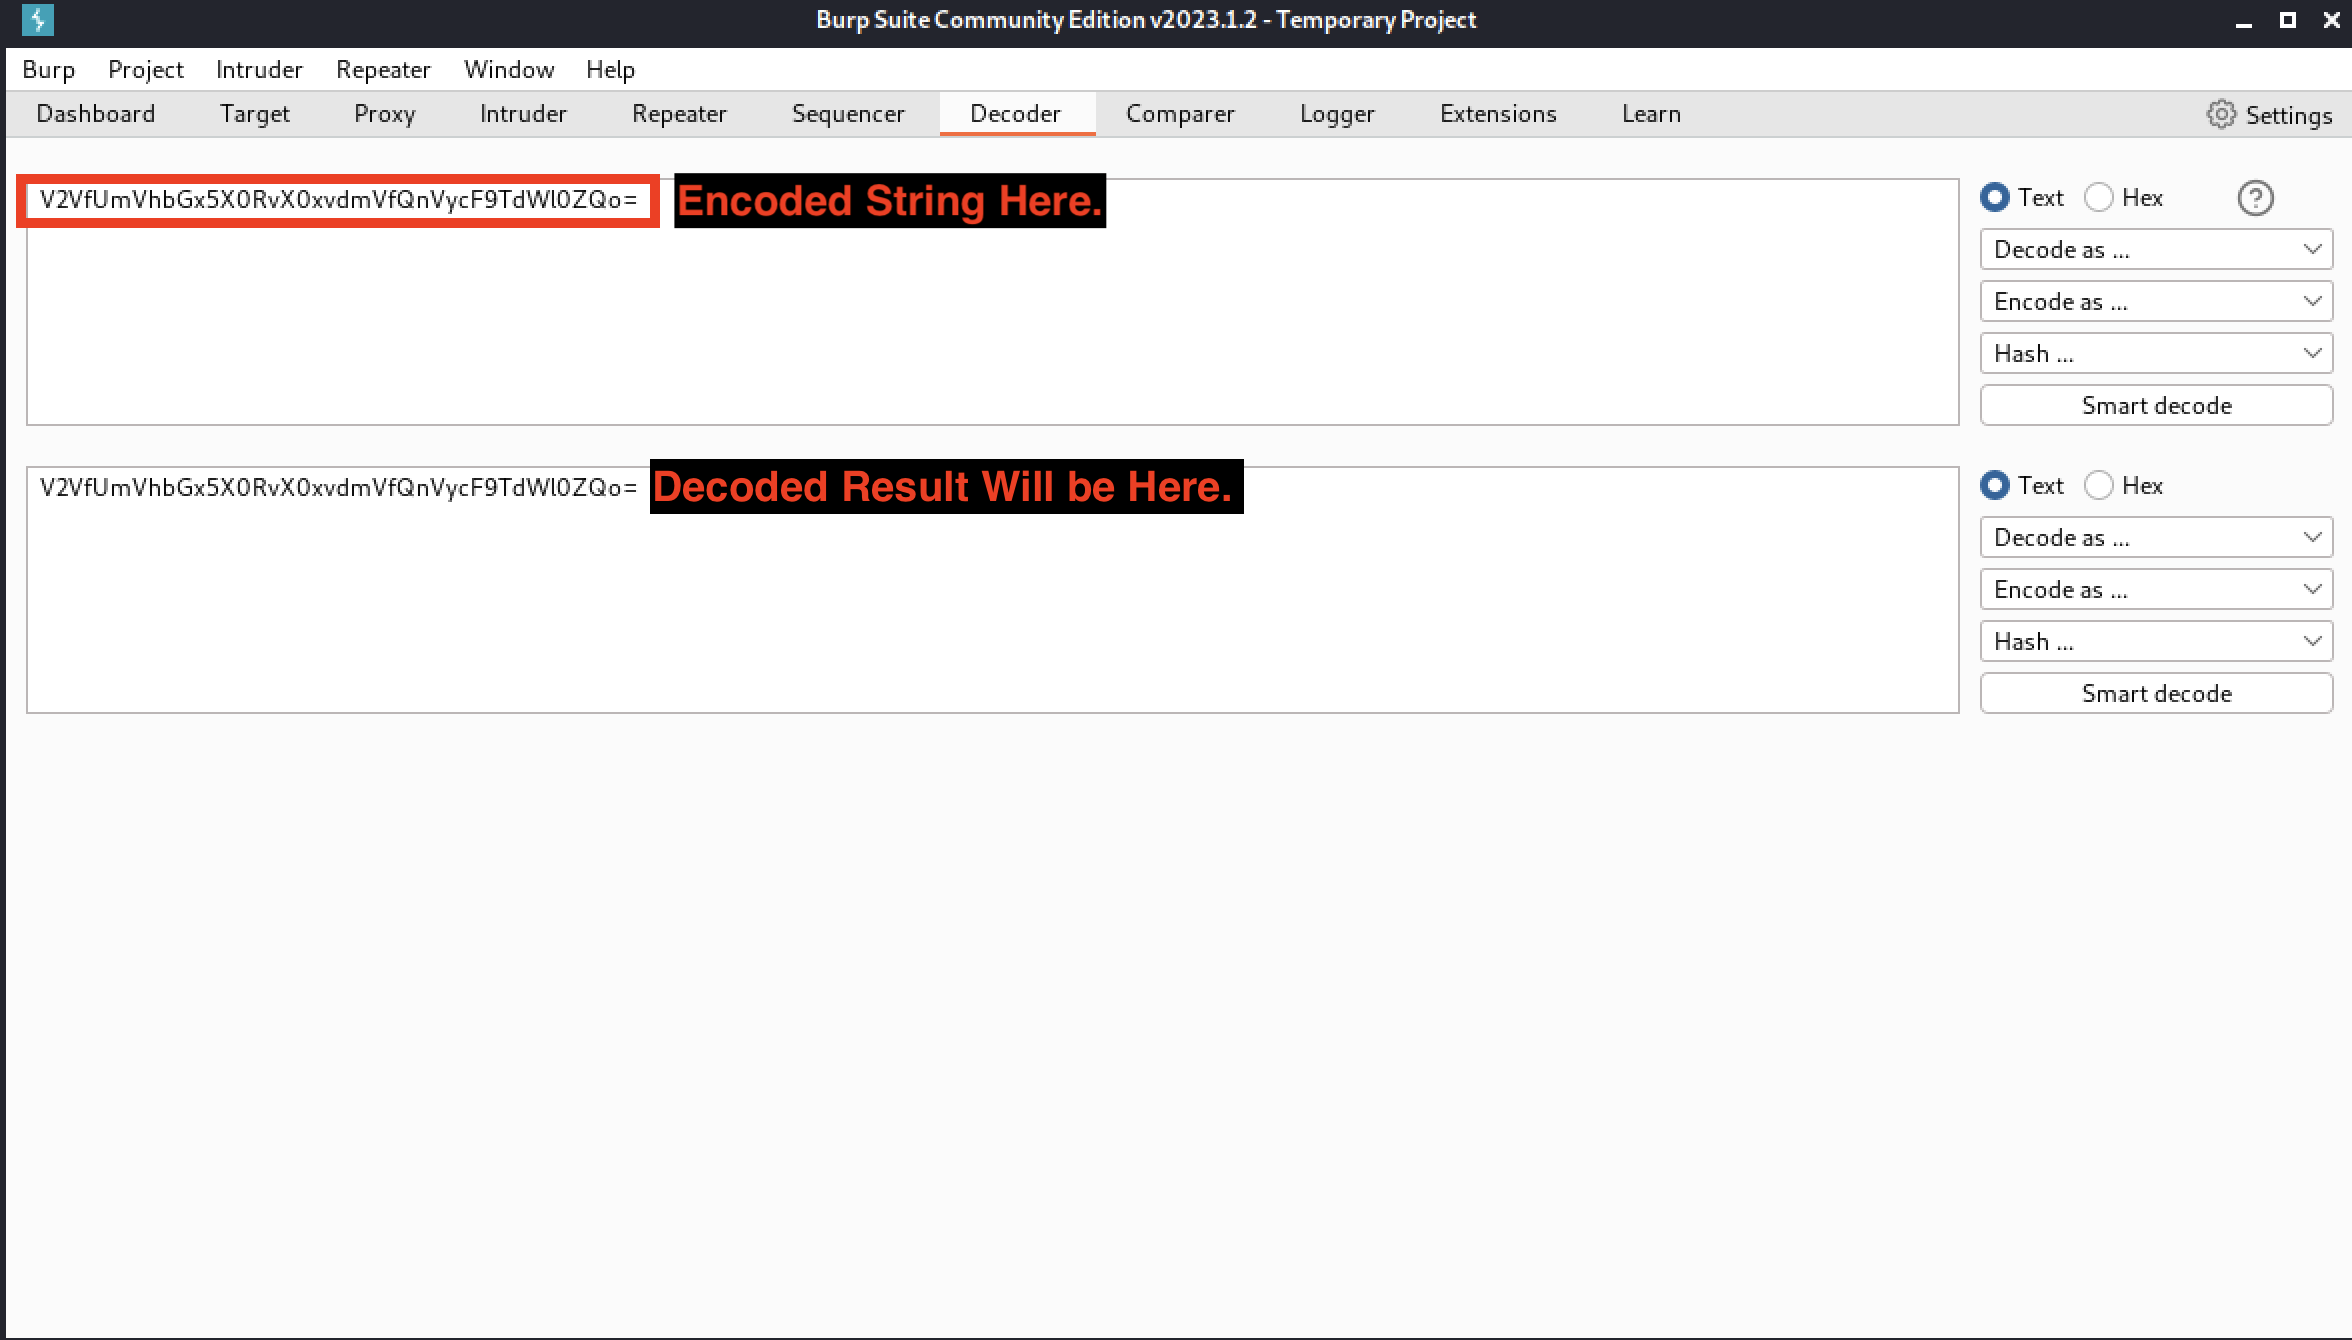 Burp Suite Community Edition v2023.1.2 - Temporary Project
Burp Project Intruder Repeater Window Help
Dashboard Target Proxy Intruder Repeater Sequencer Decoder Comparer Logger Extensions Learn Settings
V2VfUmVhbGx5X0RvX0xvdmVfQnVycF9TdWl0ZQo= Encoded String Here. Text Hex ?
Decode as ...
Encode as ...
Hash ...
Smart decode
V2VfUmVhbGx5X0RvX0xvdmVfQnVycF9TdWl0ZQo= Decoded Result Will be Here. Text Hex
Decode as ...
Encode as ...
Hash ...
Smart decode